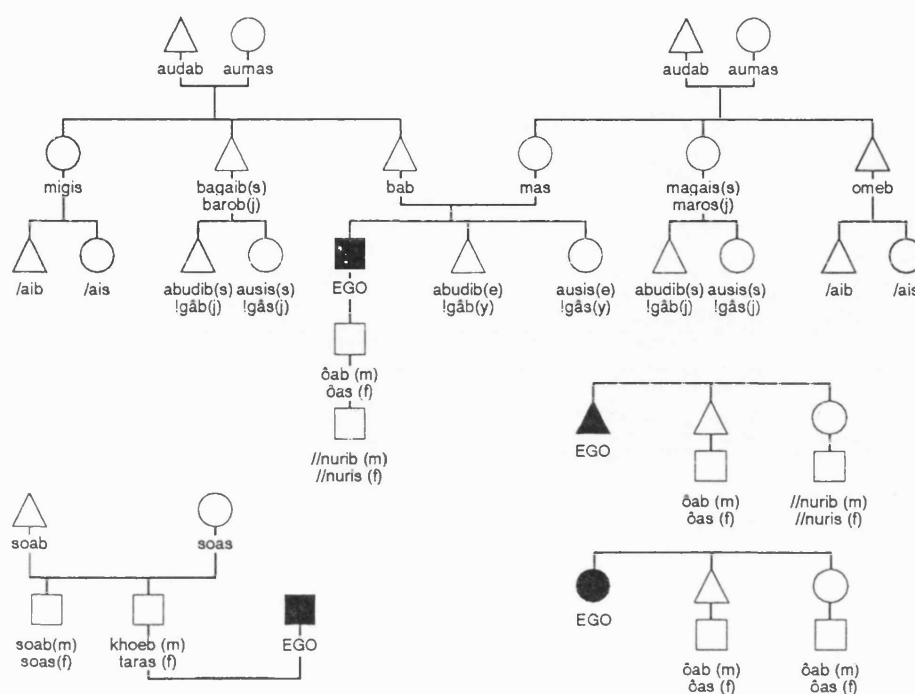 audab aumas audab aumas
migis bagaib(s) bab mas magais(s) omeb
barob(j) maros(j)
/aib /ais abudib(s) ausis(s) EGO abudib(e) ausis(e) abudib(s) ausis(s) /aib /ais
!gâb(j) !gâs(j) !gâb(y) !gâs(y) !gâb(j) !gâs(j)
ôab (m)
ôas (f)
//nurib (m)
//nuris (f)
EGO
ôab (m) //nurib (m)
ôas (f) //nuris (f)
soab soas
soab(m) khoeb (m) EGO
soas(f) taras (f)
EGO
ôab (m) ôab (m)
ôas (f) ôas (f)